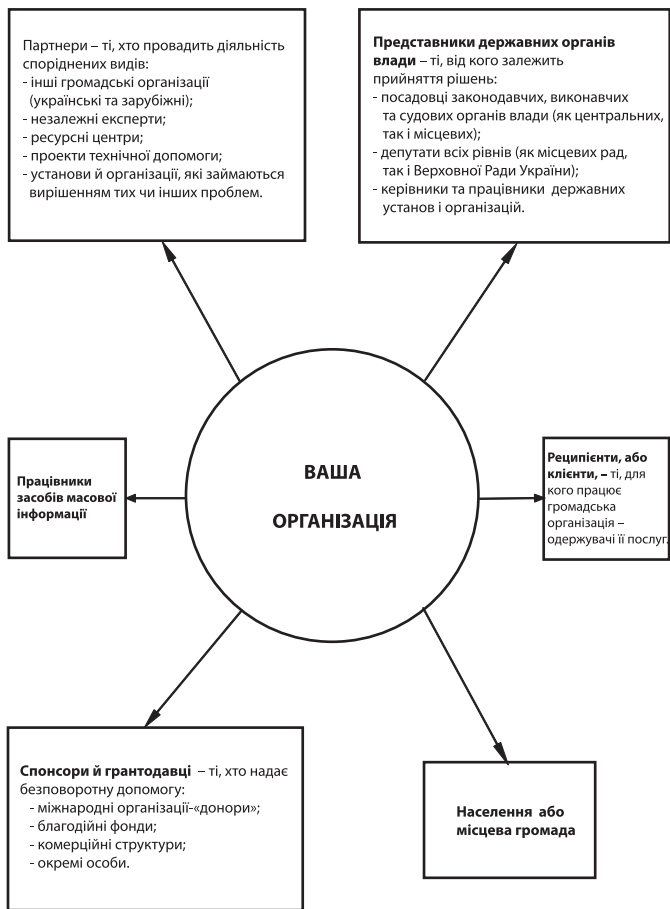 Партнери – ті, хто провадить діяльність
споріднених видів:
- інші громадські організації
(українські та зарубіжні);
- незалежні експерти;
- ресурсні центри;
- проекти технічної допомоги;
- установи й організації, які займаються
вирішенням тих чи інших проблем.
Представники державних органів
влади – ті, від кого залежить
прийняття рішень:
- посадовці законодавчих, виконавчих
та судових органів влади (як центральних,
так і місцевих);
- депутати всіх рівнів (як місцевих рад,
так і Верховної Ради України);
- керівники та працівники державних
установ і організацій.
Працівники
засобів масової
інформації
ВАША
ОРГАНІЗАЦІЯ
Реципієнти, або
клієнти, – ті, для
кого працює
громадська
організація –
одержувачі її послуг.
Спонсори й грантодавці – ті, хто надає
безповоротну допомогу:
- міжнародні організації-«донори»;
- благодійні фонди;
- комерційні структури;
- окремі особи.
Населення або
місцева громада